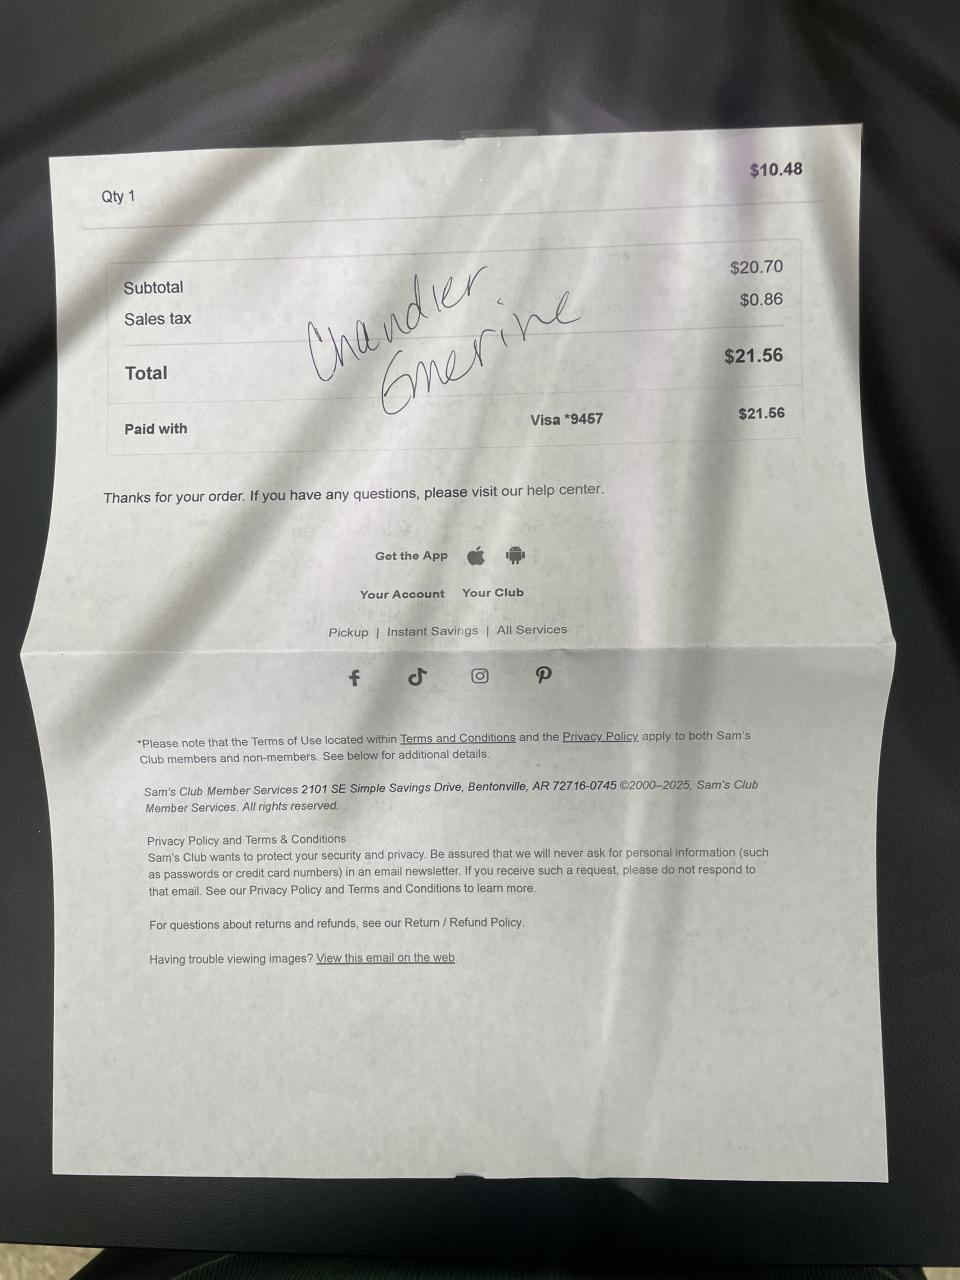 $10.48
Qty 1
Subtotal $20.70
Sales tax $0.86
Total $21.56
Chandler
Emerine
Paid with Visa *9457 $21.56
Thanks for your order. If you have any questions, please visit our help center.
Get the App
Your Account Your Club
Pickup | Instant Savings | All Services
*Please note that the Terms of Use located within Terms and Conditions and the Privacy Policy apply to both Sam's
Club members and non-members. See below for additional details.
Sam's Club Member Services 2101 SE Simple Savings Drive, Bentonville, AR 72716-0745 ©2000–2025, Sam's Club
Member Services. All rights reserved.
Privacy Policy and Terms & Conditions
Sam's Club wants to protect your security and privacy. Be assured that we will never ask for personal information (such
as passwords or credit card numbers) in an email newsletter. If you receive such a request, please do not respond to
that email. See our Privacy Policy and Terms and Conditions to learn more.
For questions about returns and refunds, see our Return / Refund Policy.
Having trouble viewing images? View this email on the web.